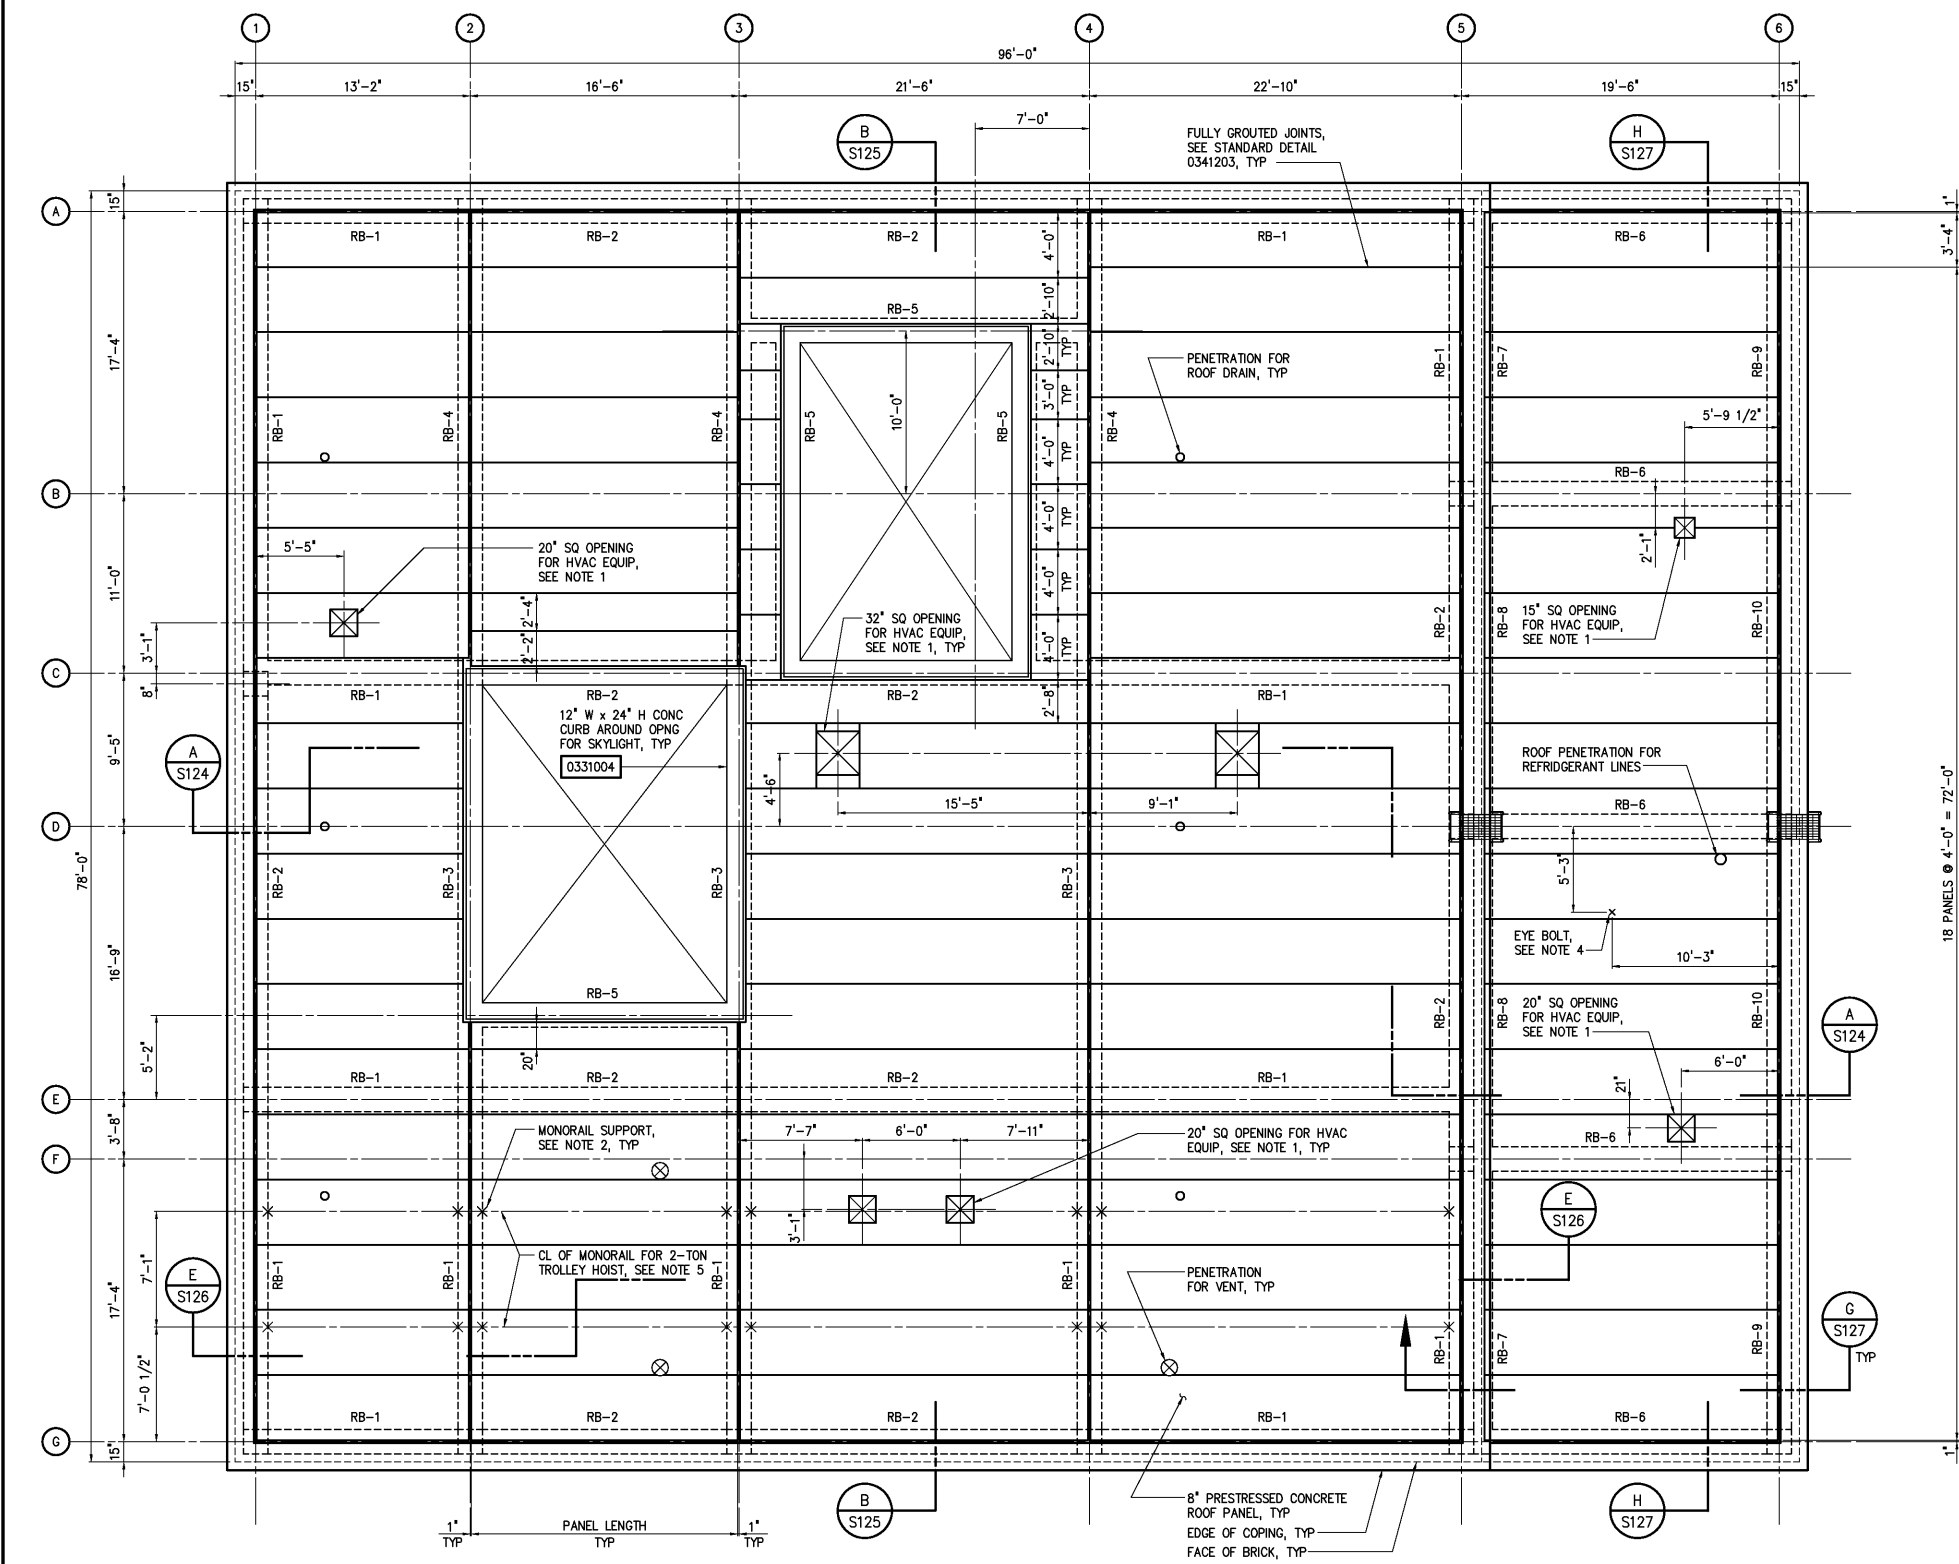 1 2 3 4 5 6
96'-0"
15" 13'-2" 16'-6" 21'-6" 22'-10" 19'-6" 15"
7'-0"
B
S125
FULLY GROUTED JOINTS,
SEE STANDARD DETAIL
0341203, TYP
H
S127
15"
A
1"
3'-4"
RB-1 RB-2 RB-2 RB-1 RB-6
4'-0"
2'-10"
RB-5
2'-10"
TYP
17'-4"
PENETRATION FOR
ROOF DRAIN, TYP
RB-1 RB-7 RB-9
3'-0"
TYP
10'-0"
5'-9 1/2"
RB-1 RB-4 RB-4 RB-5 RB-5 RB-4
4'-0"
TYP
RB-6
B
4'-0"
TYP
2'-1"
5'-5"
20" SQ OPENING
FOR HVAC EQUIP,
SEE NOTE 1
11'-0"
4'-0"
TYP
2'-4"
2'-2"
32" SQ OPENING
FOR HVAC EQUIP,
SEE NOTE 1, TYP
4'-0"
TYP
RB-2 RB-8 RB-10
15" SQ OPENING
FOR HVAC EQUIP,
SEE NOTE 1
3'-1"
C
8"
RB-1 RB-2 RB-2 RB-1
2'-8"
12" W x 24" H CONC
CURB AROUND OPNG
FOR SKYLIGHT, TYP
0331004
9'-5"
A
S124
4'-6"
15'-5" 9'-1"
ROOF PENETRATION FOR
REFRIDGERANT LINES
RB-6
D
78'-0"
18 PANELS @ 4'-0" = 72'-0"
RB-2 RB-3 RB-3 RB-3
5'-3"
EYE BOLT,
SEE NOTE 4
10'-3"
16'-9"
RB-5
RB-2 RB-8 RB-10
20" SQ OPENING
FOR HVAC EQUIP,
SEE NOTE 1
A
S124
5'-2"
20"
6'-0"
21"
RB-1 RB-2 RB-2 RB-1
E
3'-8"
MONORAIL SUPPORT,
SEE NOTE 2, TYP
7'-7" 6'-0" 7'-11"
20" SQ OPENING FOR HVAC
EQUIP, SEE NOTE 1, TYP
RB-6
F
E
S126
3'-1"
7'-1"
CL OF MONORAIL FOR 2-TON
TROLLEY HOIST, SEE NOTE 5
E
S126
RB-1 RB-1 RB-1 RB-1
PENETRATION
FOR VENT, TYP
17'-4"
G
S127
TYP
RB-1 RB-7 RB-9
7'-0 1/2"
RB-1 RB-2 RB-2 RB-1 RB-6
G
15"
1"
B
S125
8" PRESTRESSED CONCRETE
ROOF PANEL, TYP
H
S127
1"
TYP
PANEL LENGTH
TYP
1"
TYP
EDGE OF COPING, TYP
FACE OF BRICK, TYP